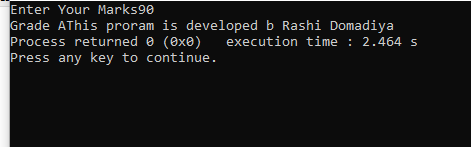 Enter Your Marks90
Grade AThis proram is developed b Rashi Domadiya
Process returned 0 (0x0)   execution time : 2.464 s
Press any key to continue.